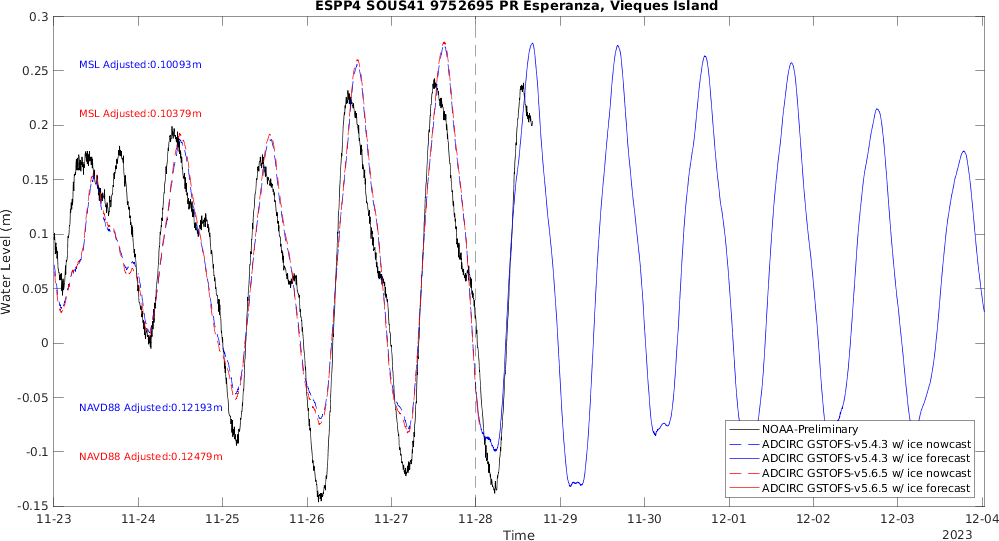 ESPP4 SOUS41 9752695 PR Esperanza, Vieques Island
0.3
0.25
0.2
0.15
0.1
0.05
0
-0.05
-0.1
-0.15
Water Level (m)
MSL Adjusted:0.10093m
MSL Adjusted:0.10379m
NAVD88 Adjusted:0.12193m
NAVD88 Adjusted:0.12479m
NOAA-Preliminary
ADCIRC GSTOFS-v5.4.3 w/ ice nowcast
ADCIRC GSTOFS-v5.4.3 w/ ice forecast
ADCIRC GSTOFS-v5.6.5 w/ ice nowcast
ADCIRC GSTOFS-v5.6.5 w/ ice forecast
11-23 11-24 11-25 11-26 11-27 11-28 11-29 11-30 12-01 12-02 12-03 12-04
Time
2023